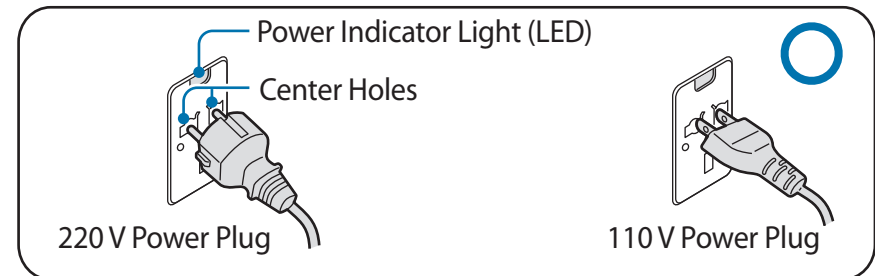 Power Indicator Light (LED)
Center Holes
220 V Power Plug
110 V Power Plug